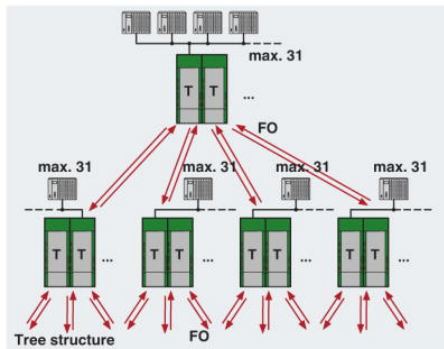 max. 31
T T ...
FO
max. 31 max. 31 max. 31 max. 31
T T ... T T ... T T ... T T ...
Tree structure FO